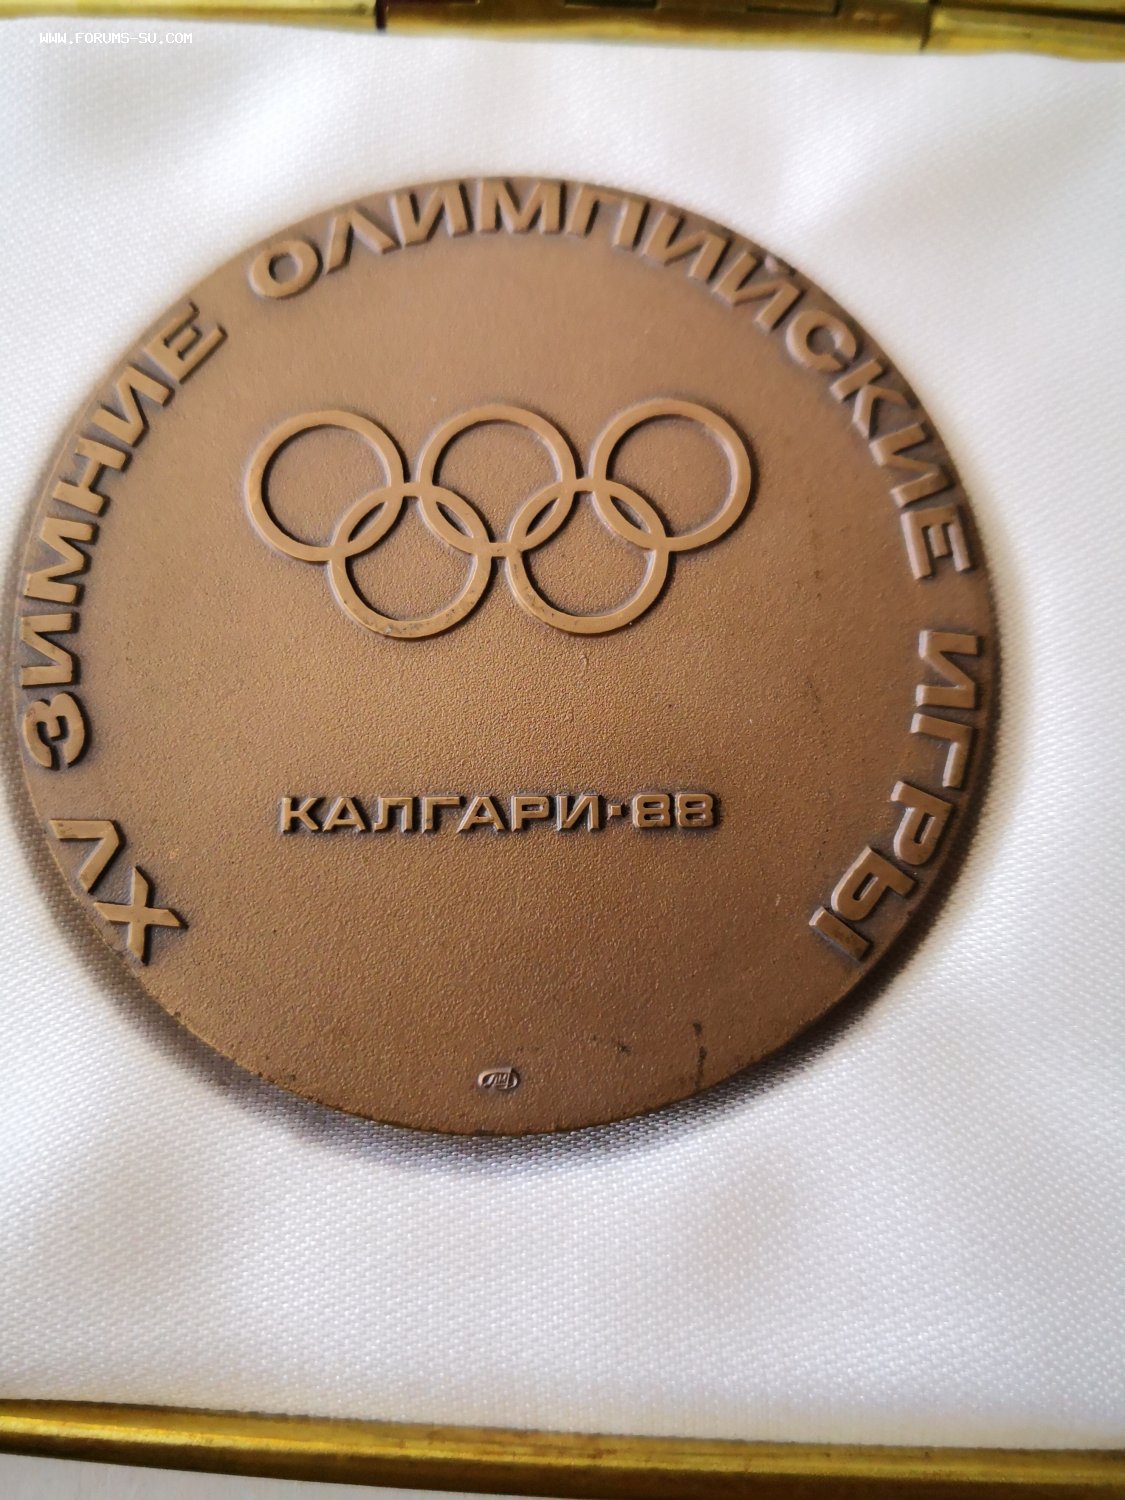 WWW.FORUMS-SU.COM
XV ЗИМНИЕ ОЛИМПИЙСКИЕ ИГРЫ
КАЛГАРИ·88